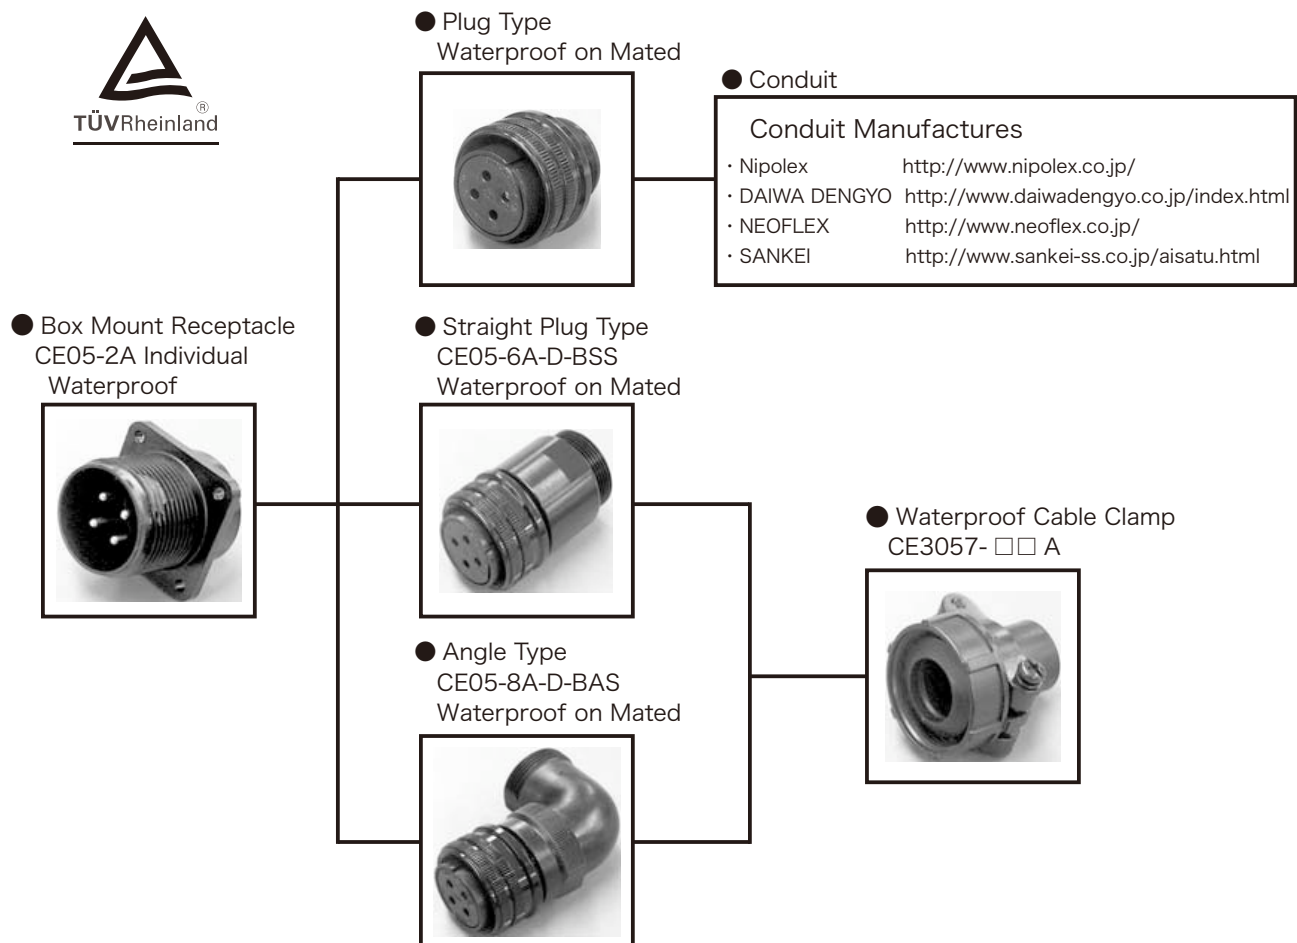 TÜVRheinland®
● Plug Type
Waterproof on Mated
● Conduit
Conduit Manufactures
・Nipolex http://www.nipolex.co.jp/
・DAIWA DENGYO http://www.daiwadengyo.co.jp/index.html
・NEOFLEX http://www.neoflex.co.jp/
・SANKEI http://www.sankei-ss.co.jp/aisatu.html
● Box Mount Receptacle
CE05-2A Individual
Waterproof
● Straight Plug Type
CE05-6A-D-BSS
Waterproof on Mated
● Waterproof Cable Clamp
CE3057- □□ A
● Angle Type
CE05-8A-D-BAS
Waterproof on Mated